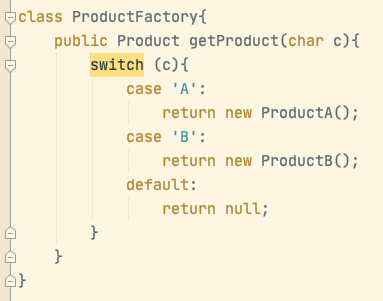 class ProductFactory{
    public Product getProduct(char c){
        switch (c){
            case 'A':
                return new ProductA();
            case 'B':
                return new ProductB();
            default:
                return null;
        }
    }
}